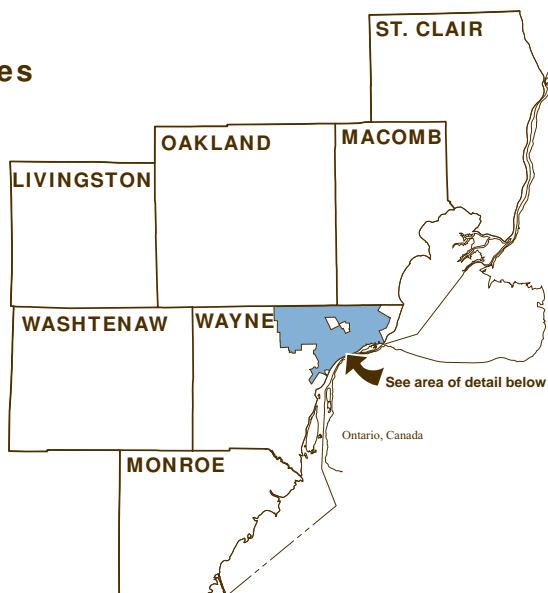 ST. CLAIR
es
OAKLAND
MACOMB
LIVINGSTON
WASHTENAW
WAYNE
See area of detail below
Ontario, Canada
MONROE